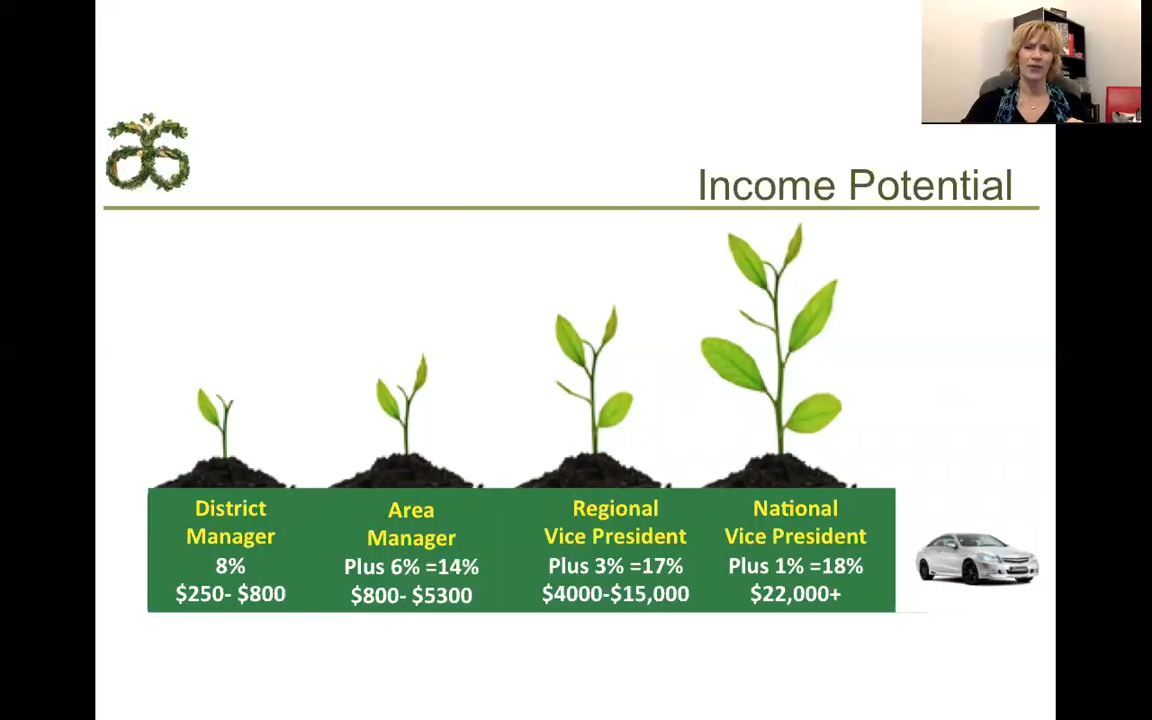 Income Potential
District
Manager
8%
$250- $800
Area
Manager
Plus 6% =14%
$800- $5300
Regional
Vice President
Plus 3% =17%
$4000-$15,000
National
Vice President
Plus 1% =18%
$22,000+